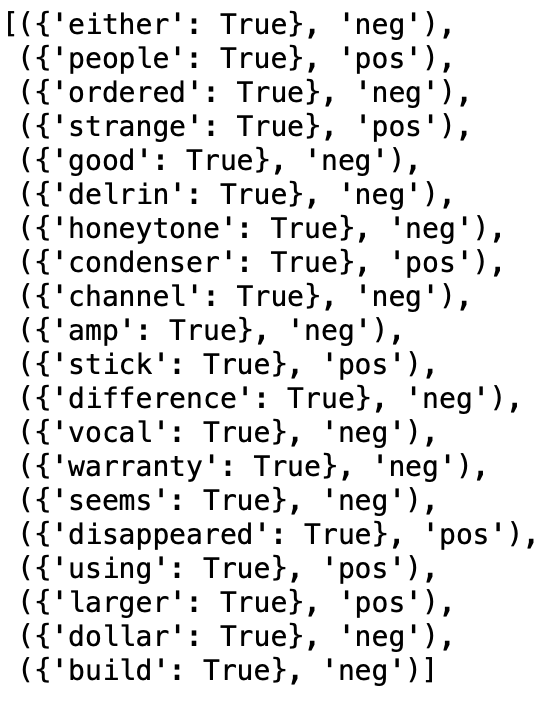 [({'either': True}, 'neg'),
({'people': True}, 'pos'),
({'ordered': True}, 'neg'),
({'strange': True}, 'pos'),
({'good': True}, 'neg'),
({'delrin': True}, 'neg'),
({'honeytone': True}, 'neg'),
({'condenser': True}, 'pos'),
({'channel': True}, 'neg'),
({'amp': True}, 'neg'),
({'stick': True}, 'pos'),
({'difference': True}, 'neg'),
({'vocal': True}, 'neg'),
({'warranty': True}, 'neg'),
({'seems': True}, 'neg'),
({'disappeared': True}, 'pos'),
({'using': True}, 'pos'),
({'larger': True}, 'pos'),
({'dollar': True}, 'neg'),
({'build': True}, 'neg')]